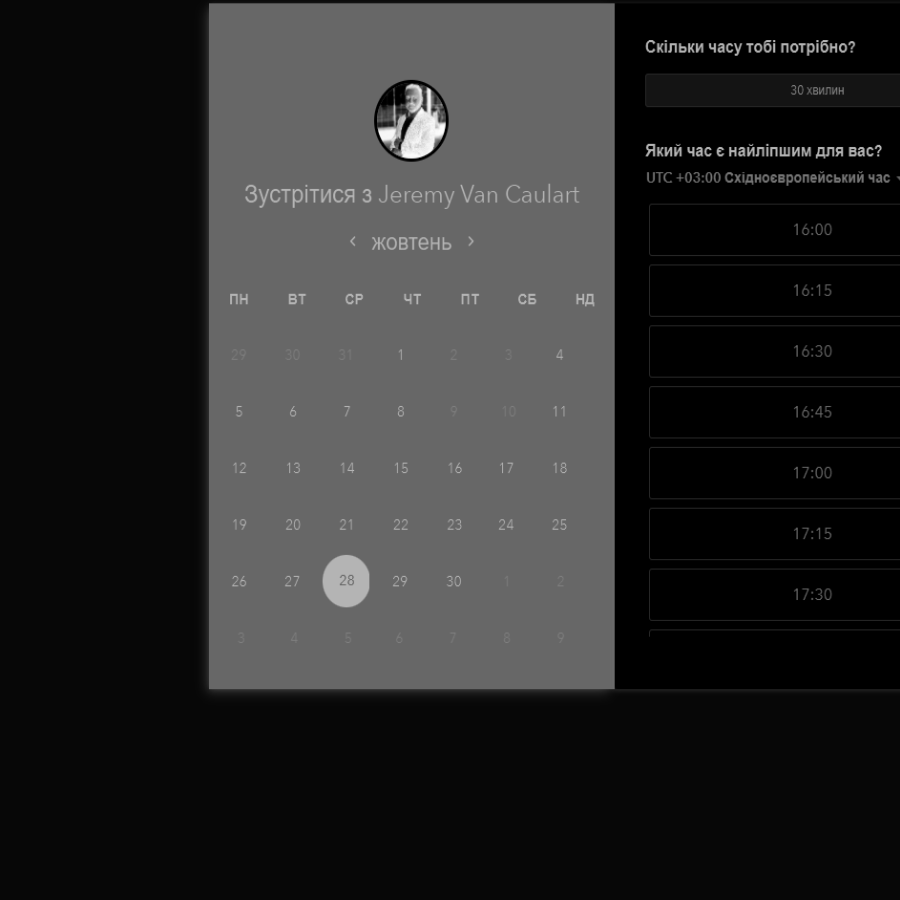 Зустрітися з Jeremy Van Caulart
‹ жовтень ›
ПН ВТ СР ЧТ ПТ СБ НД
29 30 31 1 2 3 4
5 6 7 8 9 10 11
12 13 14 15 16 17 18
19 20 21 22 23 24 25
26 27 28 29 30 1 2
3 4 5 6 7 8 9
Скільки часу тобі потрібно?
30 хвилин
Який час є найліпшим для вас?
UTC +03:00 Східноєвропейський час
16:00
16:15
16:30
16:45
17:00
17:15
17:30